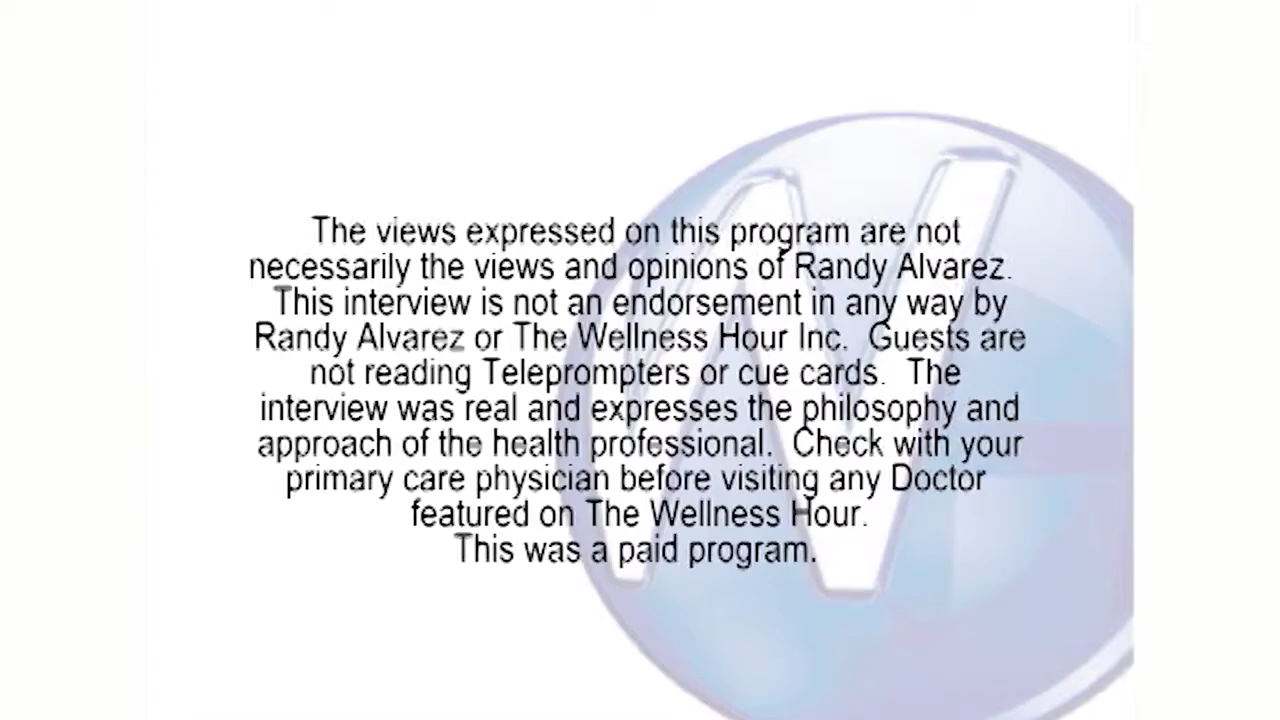 The views expressed on this program are not
necessarily the views and opinions of Randy Alvarez.
This interview is not an endorsement in any way by
Randy Alvarez or The Wellness Hour Inc.  Guests are
not reading Teleprompters or cue cards.  The
interview was real and expresses the philosophy and
approach of the health professional.  Check with your
primary care physician before visiting any Doctor
featured on The Wellness Hour.
This was a paid program.